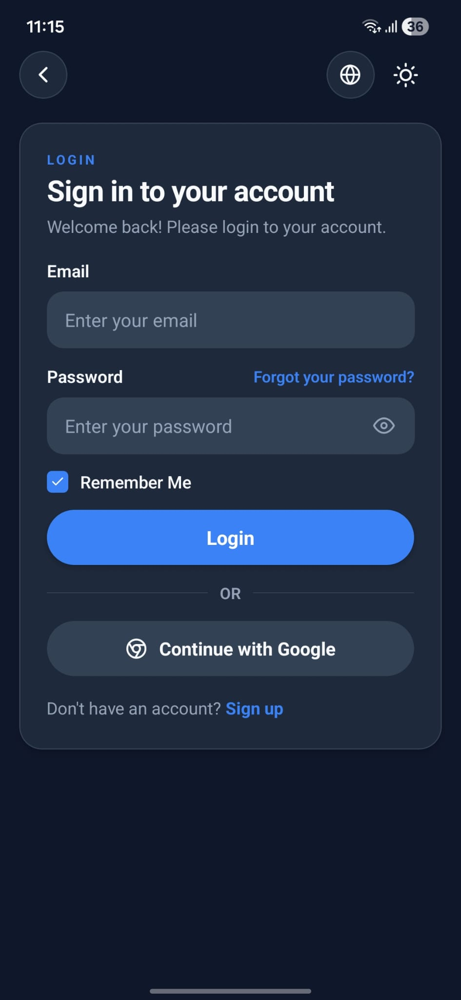 11:15
36
LOGIN
Sign in to your account
Welcome back! Please login to your account.
Email
Enter your email
Password
Forgot your password?
Enter your password
Remember Me
Login
OR
Continue with Google
Don't have an account? Sign up